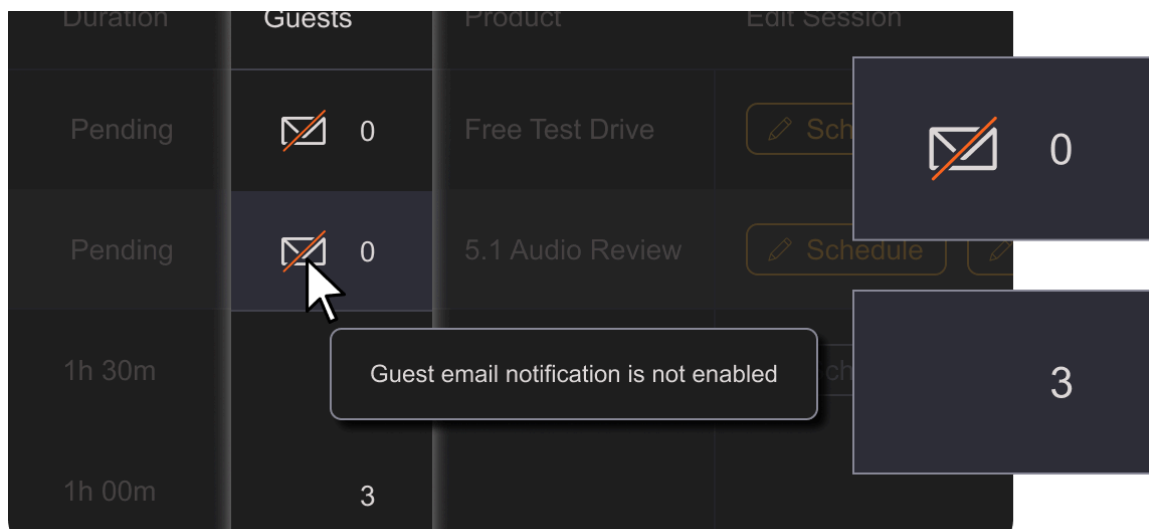 Duration Guests Product Edit Session
Pending 0 Free Test Drive Sch
0
Pending 0 5.1 Audio Review Schedule
1h 30m ch
Guest email notification is not enabled
3
1h 00m 3